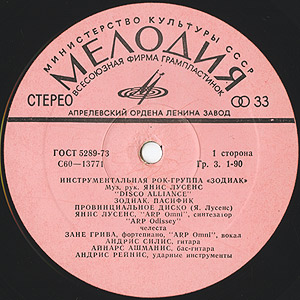 МИНИСТЕРСТВО КУЛЬТУРЫ СССР
МЕЛОДИЯ
ВСЕСОЮЗНАЯ ФИРМА ГРАМПЛАСТИНОК
СТЕРЕО
33
АПРЕЛЕВСКИЙ ОРДЕНА ЛЕНИНА ЗАВОД
ГОСТ 5289-73
1 сторона
С60—13771
Гр. 3. 1-90
ИНСТРУМЕНТАЛЬНАЯ РОК-ГРУППА «ЗОДИАК»
Муз. рук. ЯНИС ЛУСЕНС
"DISCO ALLIANCE"
ЗОДИАК. ПАСИФИК
ПРОВИНЦИАЛЬНОЕ ДИСКО (Я. Лусенс)
ЯНИС ЛУСЕНС, "ARP Omni", синтезатор
"ARP Odissey"
челеста
ЗАНЕ ГРИВА, фортепиано, "ARP Omni", вокал
АНДРИС СИЛИС, гитара
АЙНАРС АШМАНИС, бас-гитара
АНДРИС РЕЙНИС, ударные инструменты